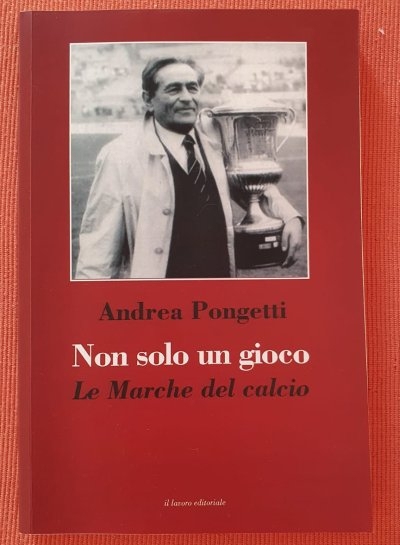 Andrea Pongetti
Non solo un gioco
Le Marche del calcio
il lavoro editoriale